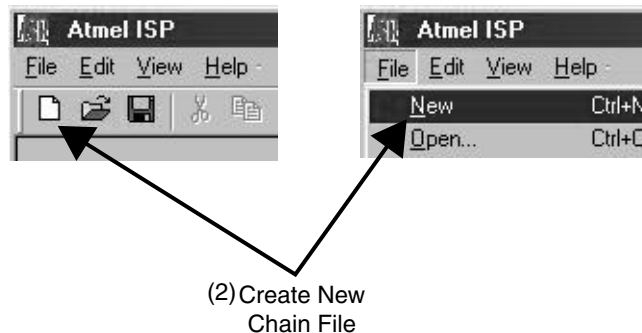 Atmel ISP
File Edit View Help
Atmel ISP
File Edit View Help
New Ctrl+N
Open...
(2) Create New
Chain File